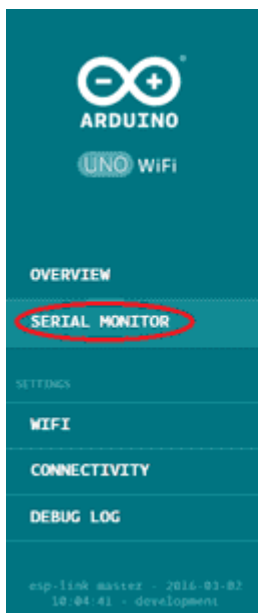 ARDUINO
UNO WiFi
OVERVIEW
SERIAL MONITOR
SETTINGS
WIFI
CONNECTIVITY
DEBUG LOG
esp-link master - 2016-03-02
10:04:41 - development